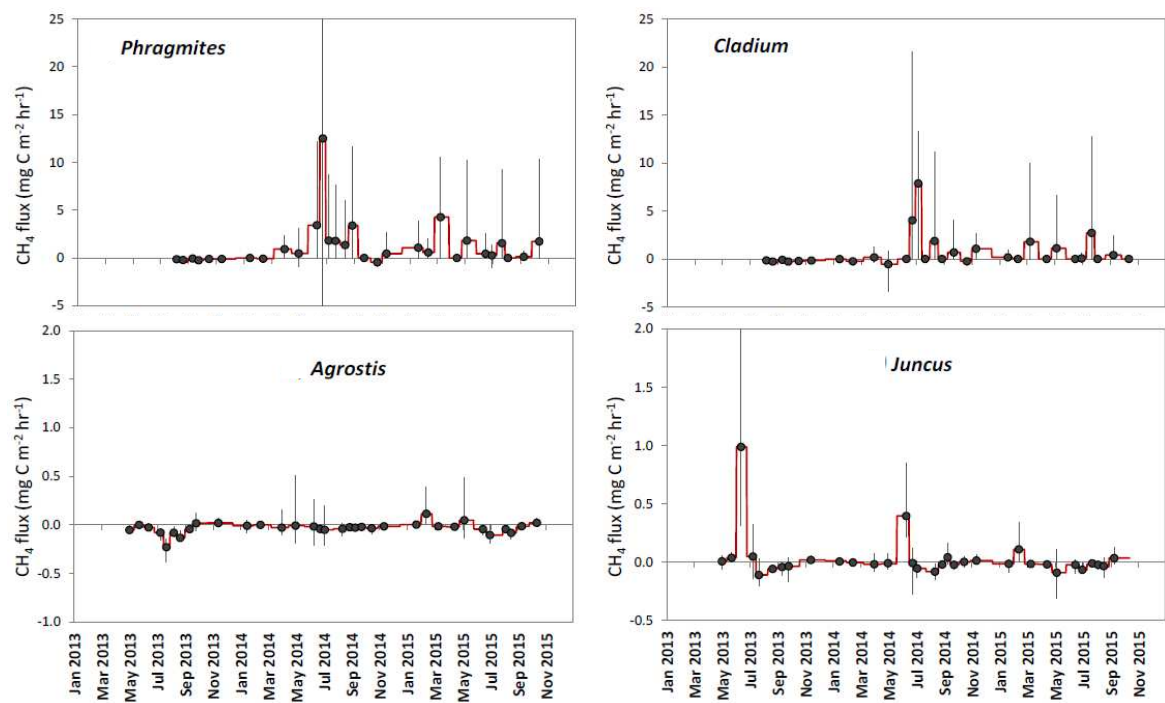 Phragmites
CH4 flux (mg C m-2 hr-1)
25
20
15
10
5
0
-5
Cladium
CH4 flux (mg C m-2 hr-1)
25
20
15
10
5
0
-5
Agrostis
CH4 flux (mg C m-2 hr-1)
2.0
1.5
1.0
0.5
0.0
-0.5
-1.0
Jan 2013
Mar 2013
May 2013
Jul 2013
Sep 2013
Nov 2013
Jan 2014
Mar 2014
May 2014
Jul 2014
Sep 2014
Nov 2014
Jan 2015
Mar 2015
May 2015
Jul 2015
Sep 2015
Nov 2015
Juncus
CH4 flux (mg C m-2 hr-1)
2.0
1.5
1.0
0.5
0.0
-0.5
Jan 2013
Mar 2013
May 2013
Jul 2013
Sep 2013
Nov 2013
Jan 2014
Mar 2014
May 2014
Jul 2014
Sep 2014
Nov 2014
Jan 2015
Mar 2015
May 2015
Jul 2015
Sep 2015
Nov 2015